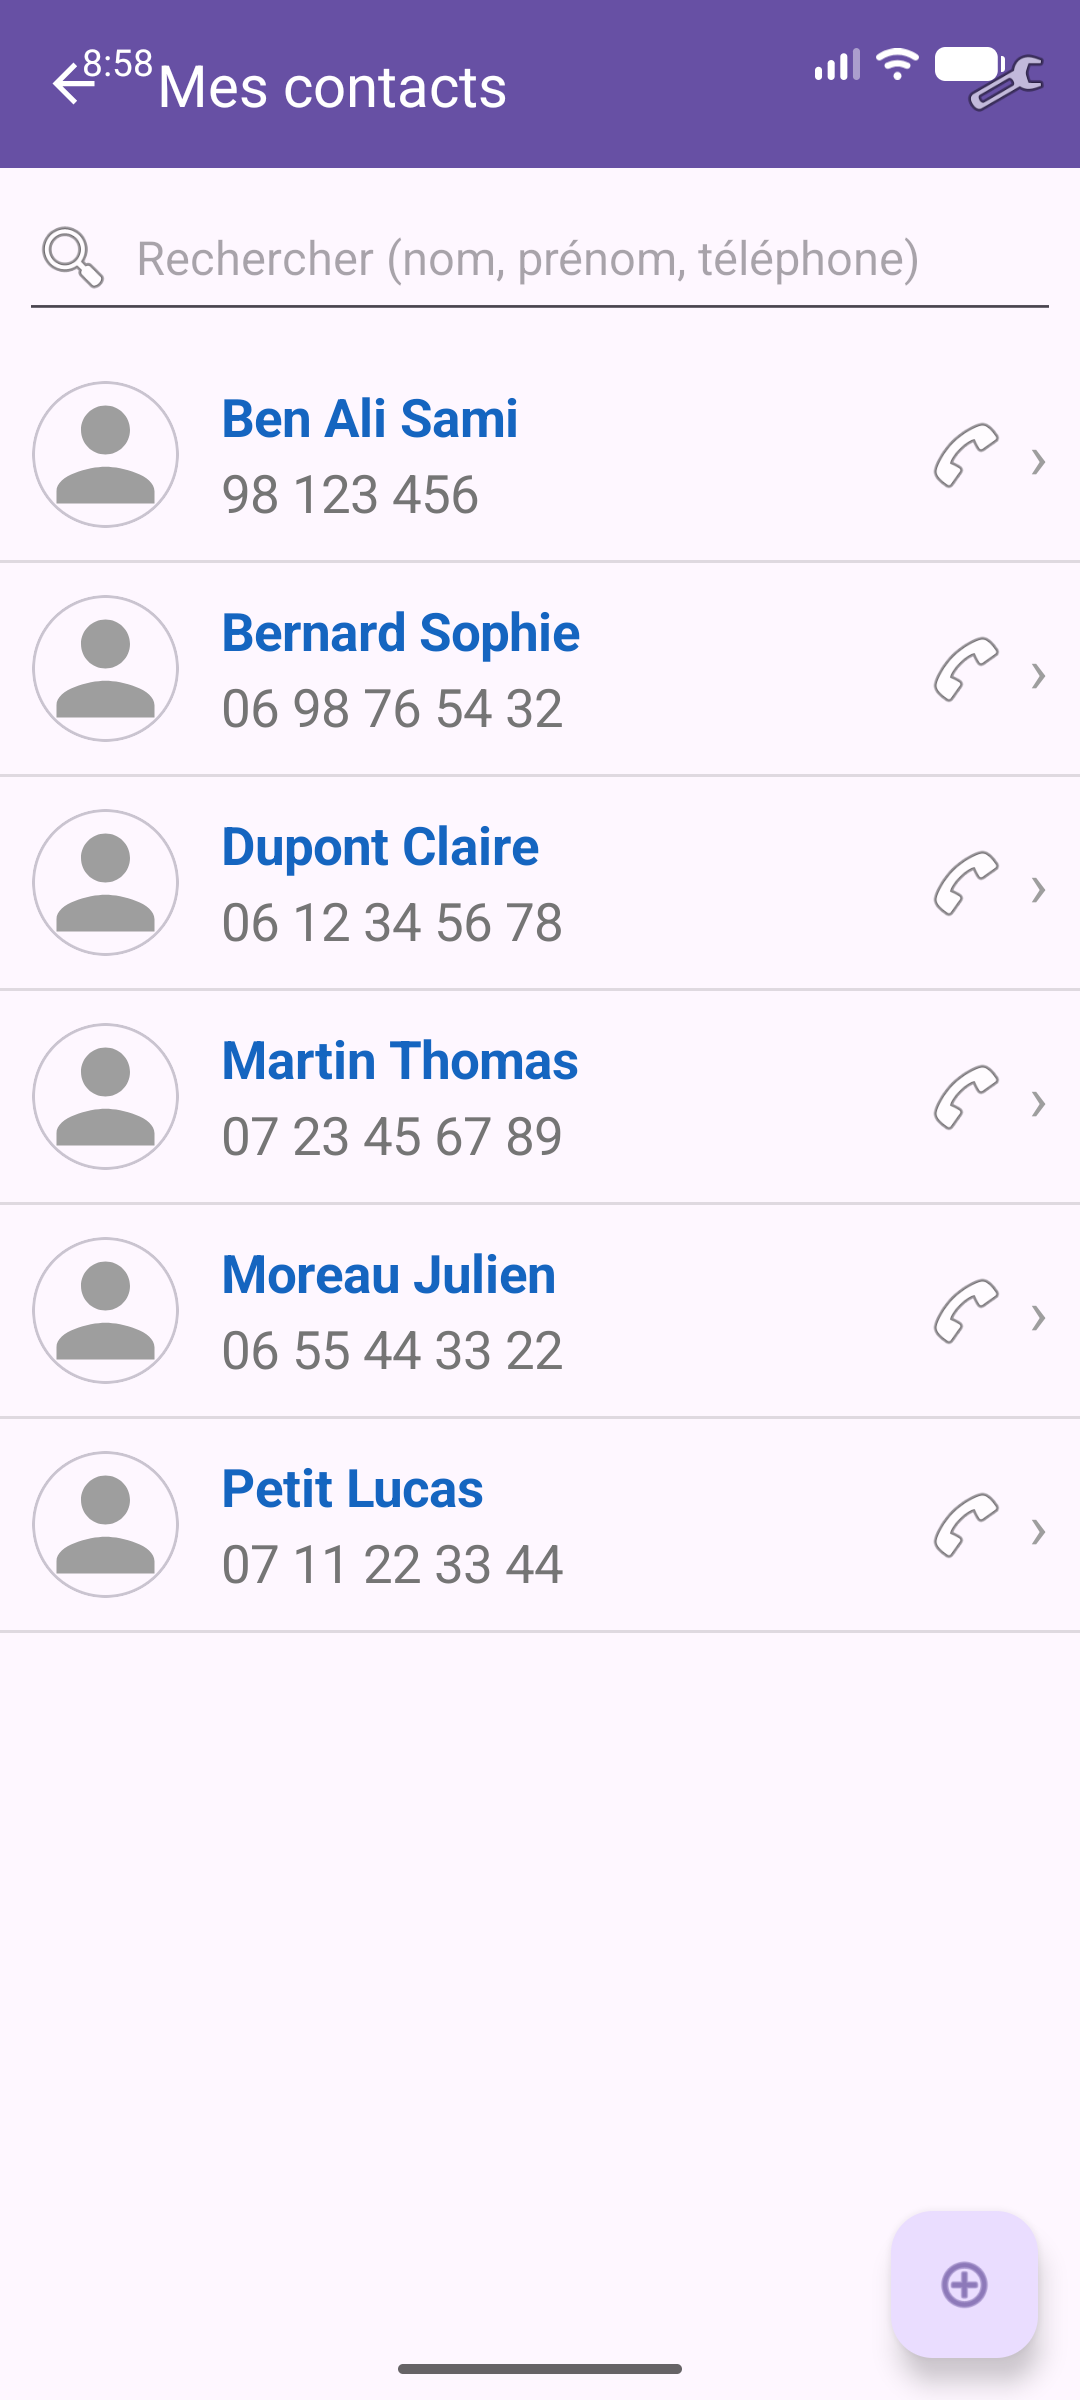 8:58
Mes contacts
Rechercher (nom, prénom, téléphone)
Ben Ali Sami
98 123 456
Bernard Sophie
06 98 76 54 32
Dupont Claire
06 12 34 56 78
Martin Thomas
07 23 45 67 89
Moreau Julien
06 55 44 33 22
Petit Lucas
07 11 22 33 44